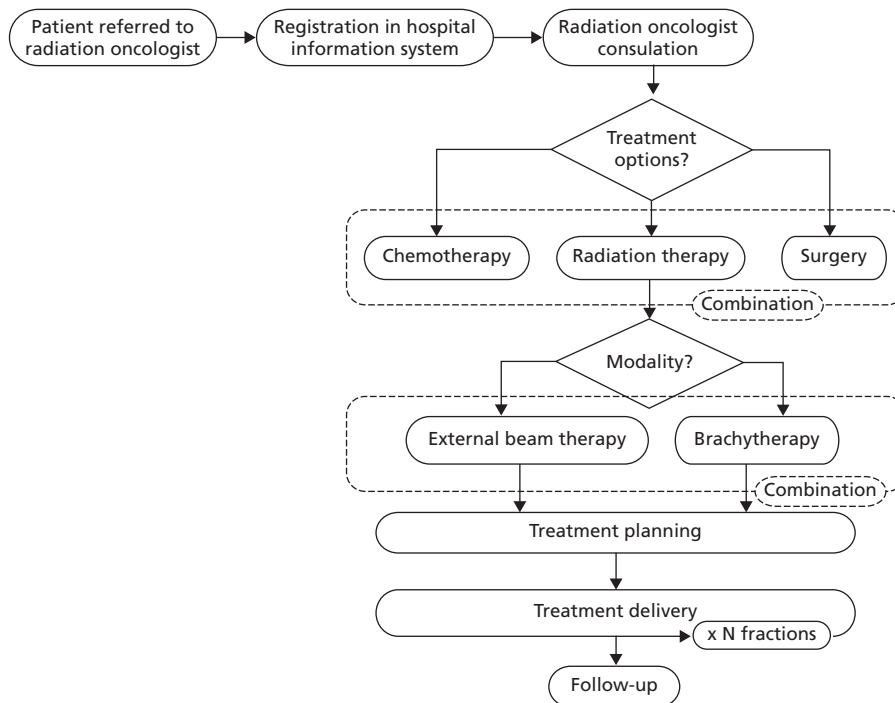 Patient referred to
radiation oncologist
Registration in hospital
information system
Radiation oncologist
consulation
Treatment
options?
Chemotherapy
Radiation therapy
Surgery
Combination
Modality?
External beam therapy
Brachytherapy
Combination
Treatment planning
Treatment delivery
x N fractions
Follow-up